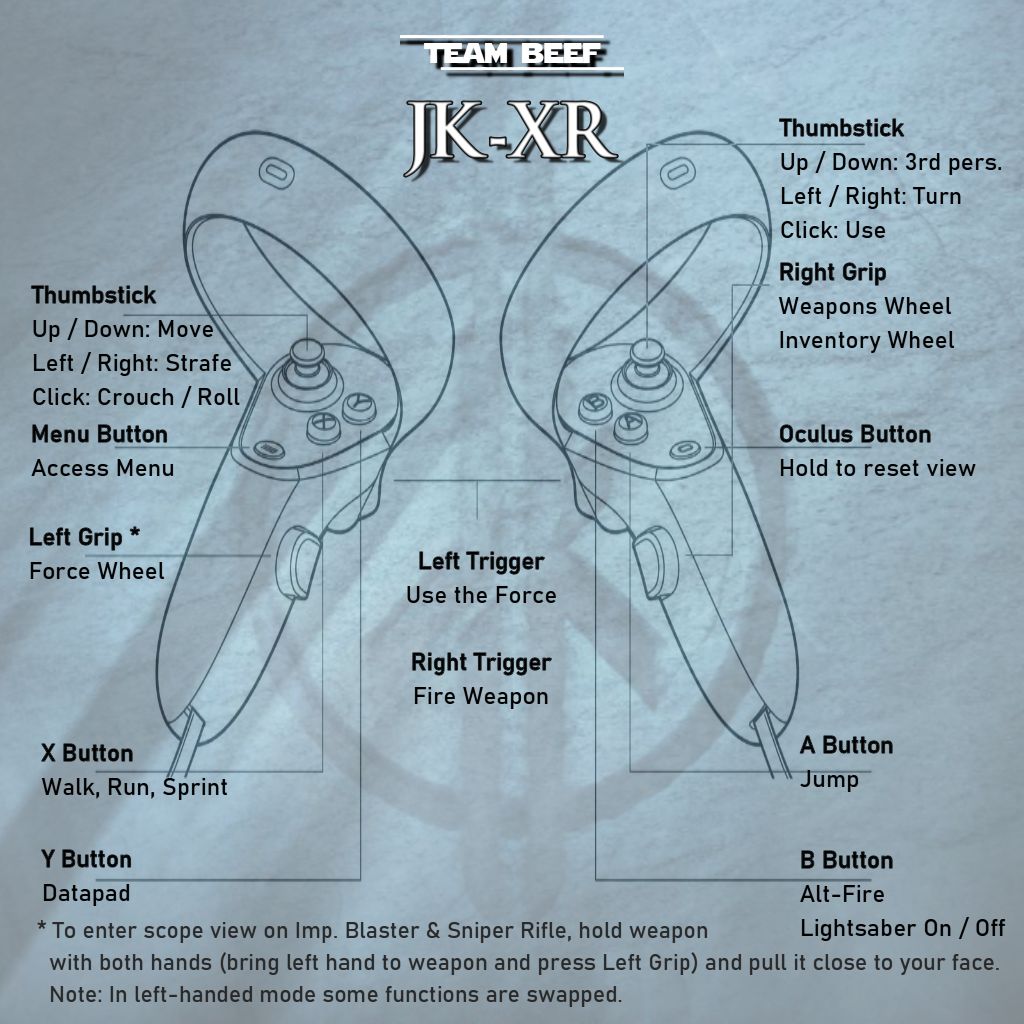 TEAM BEEF
JK-XR
Thumbstick
Up / Down: 3rd pers.
Left / Right: Turn
Click: Use
Right Grip
Weapons Wheel
Inventory Wheel
Thumbstick
Up / Down: Move
Left / Right: Strafe
Click: Crouch / Roll
Menu Button
Access Menu
Y
X
B
A
Oculus Button
Hold to reset view
Left Grip *
Force Wheel
Left Trigger
Use the Force
Right Trigger
Fire Weapon
X Button
Walk, Run, Sprint
A Button
Jump
Y Button
Datapad
B Button
Alt-Fire
Lightsaber On / Off
* To enter scope view on Imp. Blaster & Sniper Rifle, hold weapon
with both hands (bring left hand to weapon and press Left Grip) and pull it close to your face.
Note: In left-handed mode some functions are swapped.